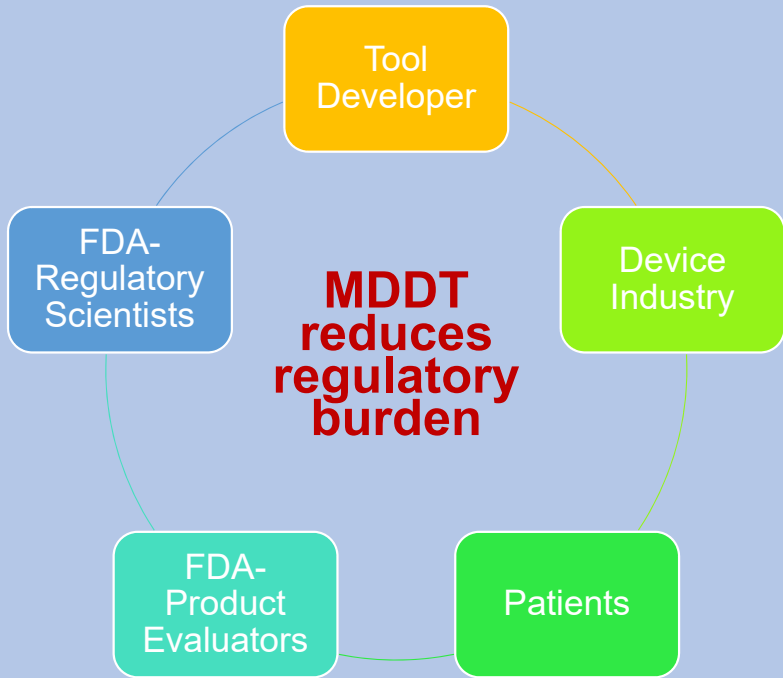 Tool
Developer
Device
Industry
Patients
FDA-
Product
Evaluators
FDA-
Regulatory
Scientists
MDDT
reduces
regulatory
burden